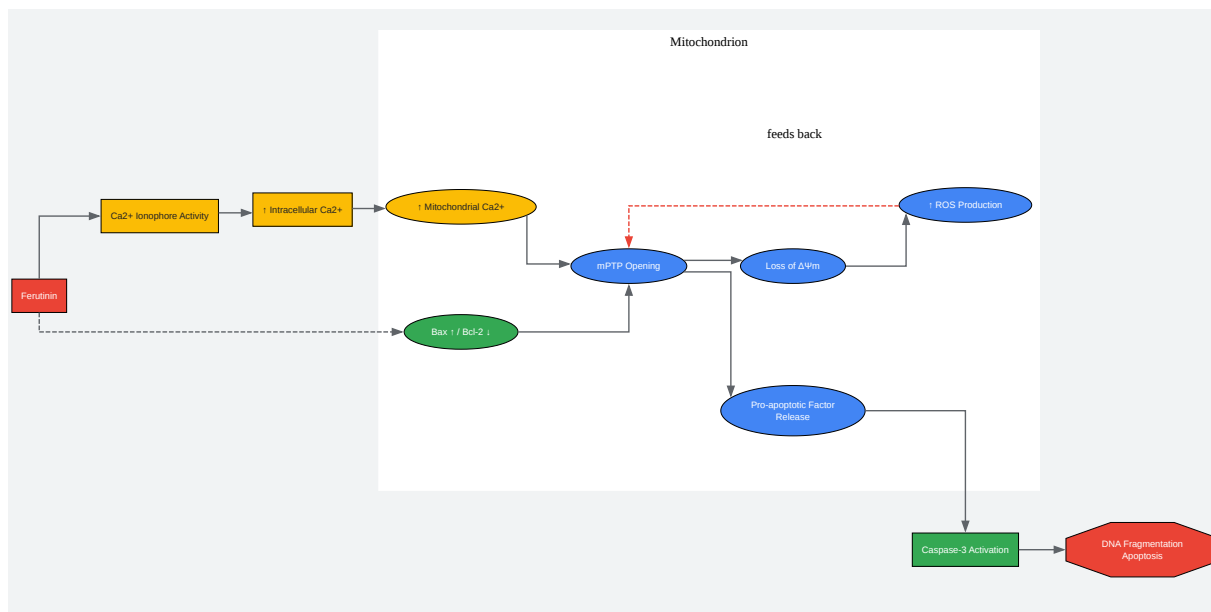 Mitochondrion
feeds back
Ca2+ Ionophore Activity
↑ Intracellular Ca2+
↑ Mitochondrial Ca2+
↑ ROS Production
Ferutinin
mPTP Opening
Loss of ΔΨm
Bax ↑ / Bcl-2 ↓
Pro-apoptotic Factor
Release
Caspase-3 Activation
DNA Fragmentation
Apoptosis